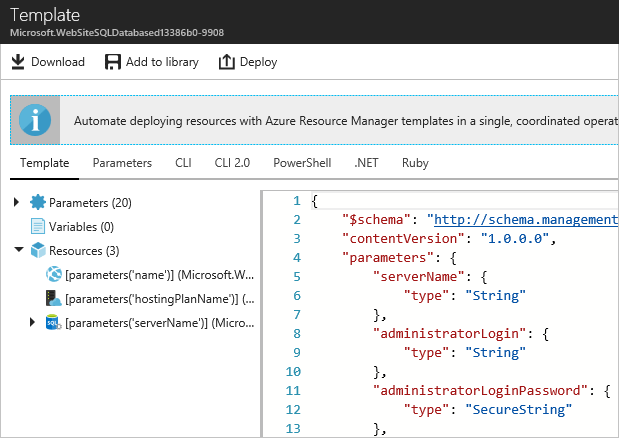 Template
Microsoft.WebSiteSQLDatabased13386b0-9908
Download Add to library Deploy
Automate deploying resources with Azure Resource Manager templates in a single, coordinated operat
Template Parameters CLI CLI 2.0 PowerShell .NET Ruby
Parameters (20)
Variables (0)
Resources (3)
[parameters('name')] (Microsoft.W...
[parameters('hostingPlanName')] (...
[parameters('serverName')] (Micro...
1 {
2 "$schema": "http://schema.management
3 "contentVersion": "1.0.0.0",
4 "parameters": {
5 "serverName": {
6 "type": "String"
7 },
8 "administratorLogin": {
9 "type": "String"
10 },
11 "administratorLoginPassword": {
12 "type": "SecureString"
13 },